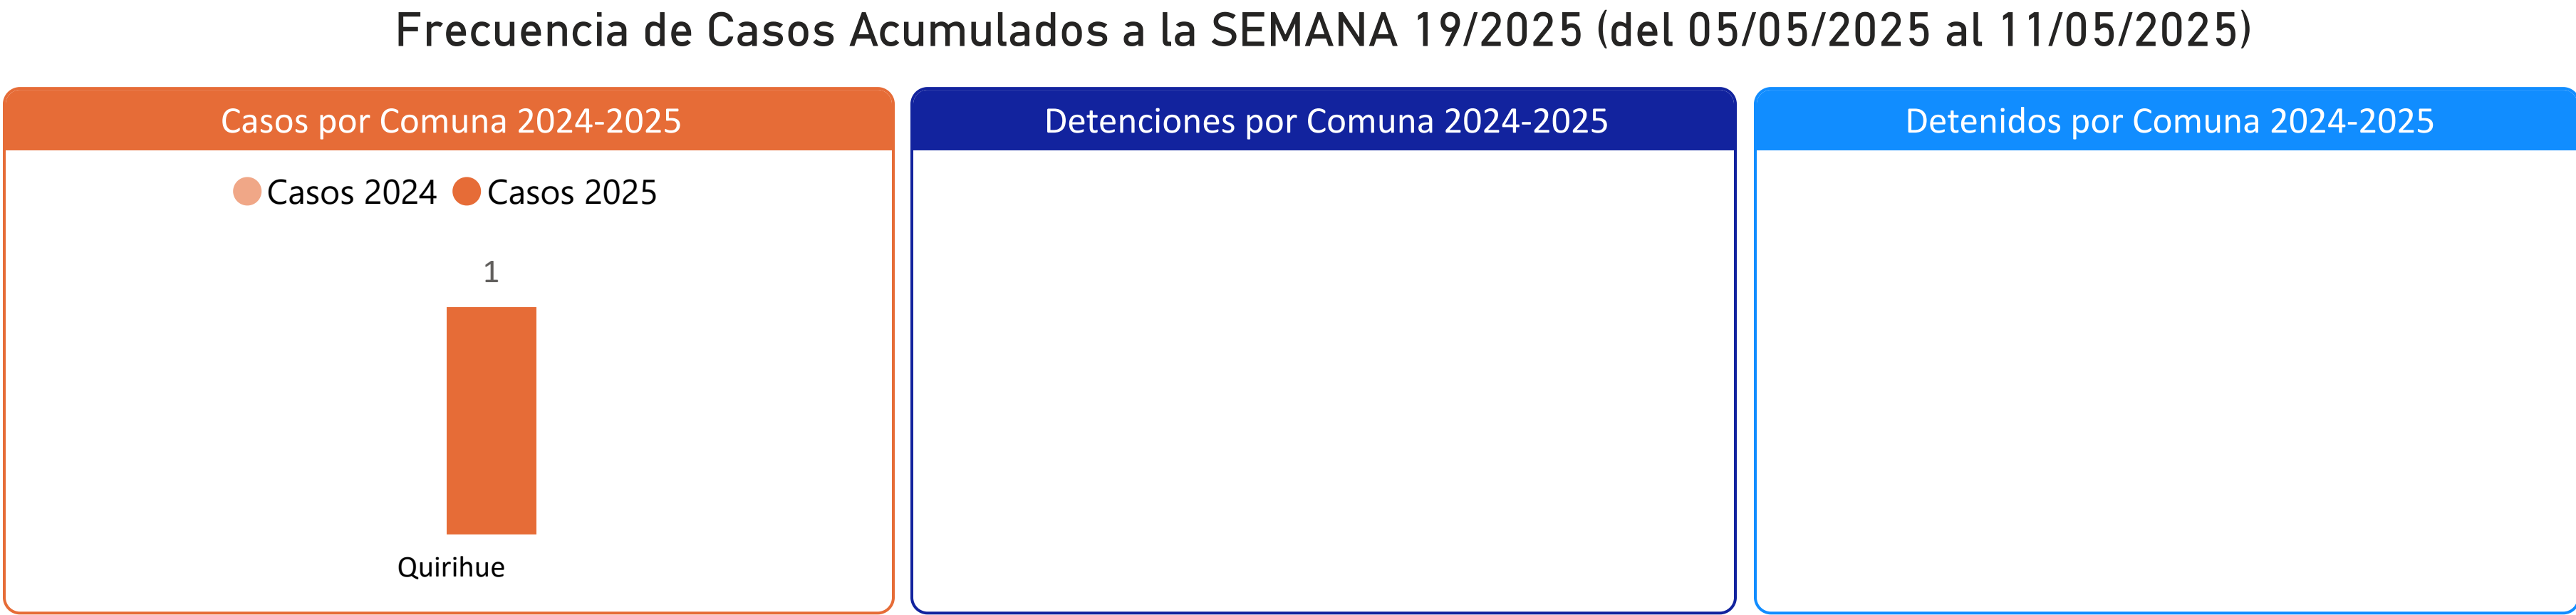 Frecuencia de Casos Acumulados a la SEMANA 19/2025 (del 05/05/2025 al 11/05/2025)
Casos por Comuna 2024-2025
Casos 2024 Casos 2025
1
Quirihue
Detenciones por Comuna 2024-2025
Detenidos por Comuna 2024-2025